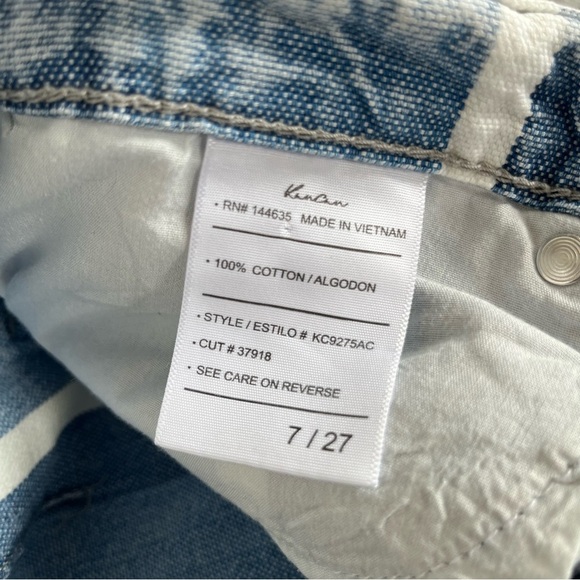 KanCan
• RN# 144635 MADE IN VIETNAM
• 100% COTTON / ALGODON
• STYLE / ESTILO # KC9275AC
• CUT # 37918
• SEE CARE ON REVERSE
7 / 27